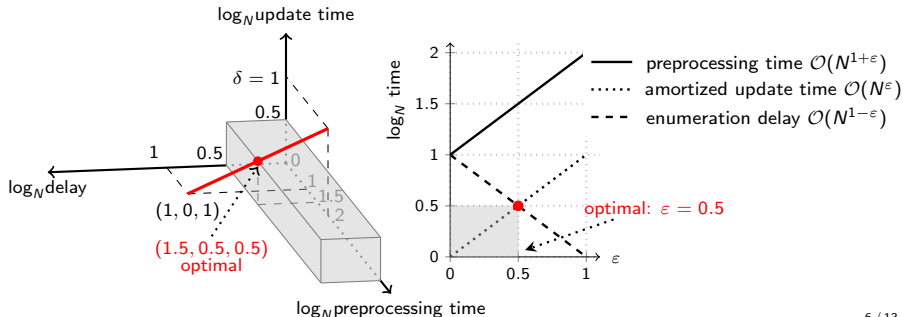 log_N update time
δ = 1
0.5
1
0.5
0
1
1.5
2
log_N delay
(1, 0, 1)
(1.5, 0.5, 0.5)
optimal
log_N preprocessing time
log_N time
2
1.5
1
0.5
0
0
0.5
1
ε
preprocessing time O(N^{1+ε})
amortized update time O(N^ε)
enumeration delay O(N^{1−ε})
optimal: ε = 0.5